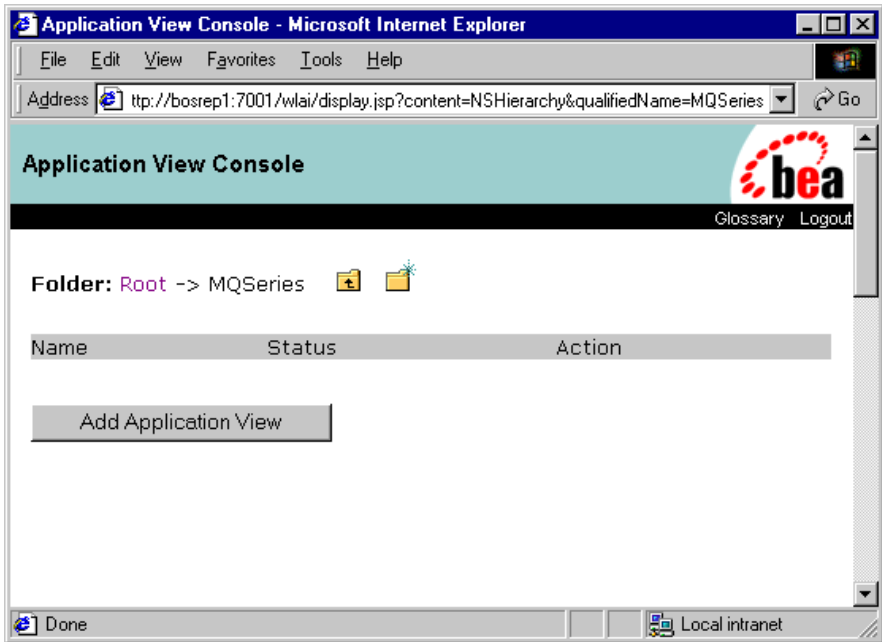 Application View Console - Microsoft Internet Explorer
File Edit View Favorites Tools Help
Address ttp://bosrep1:7001/wlai/display.jsp?content=NSHierarchy&qualifiedName=MQSeries Go
Application View Console
bea
Glossary Logout
Folder: Root -> MQSeries
Name Status Action
Add Application View
Done Local intranet